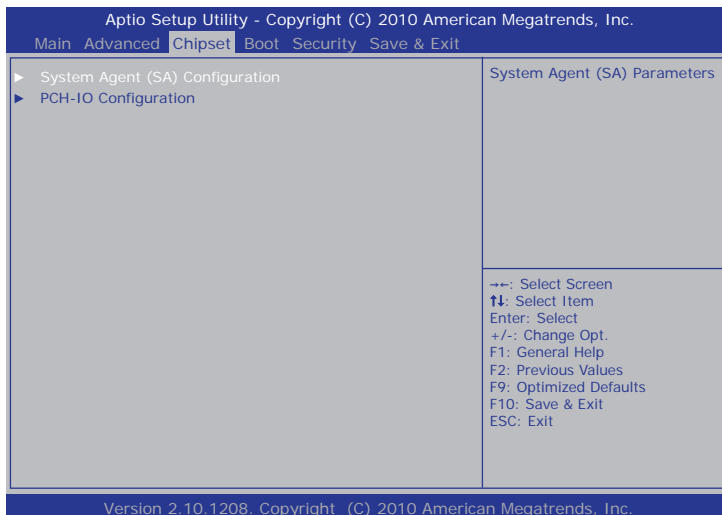 Aptio Setup Utility - Copyright (C) 2010 American Megatrends, Inc.
Main Advanced Chipset Boot Security Save & Exit
► System Agent (SA) Configuration
► PCH-IO Configuration
System Agent (SA) Parameters
→←: Select Screen
↑↓: Select Item
Enter: Select
+/-: Change Opt.
F1: General Help
F2: Previous Values
F9: Optimized Defaults
F10: Save & Exit
ESC: Exit
Version 2.10.1208. Copyright (C) 2010 American Megatrends, Inc.